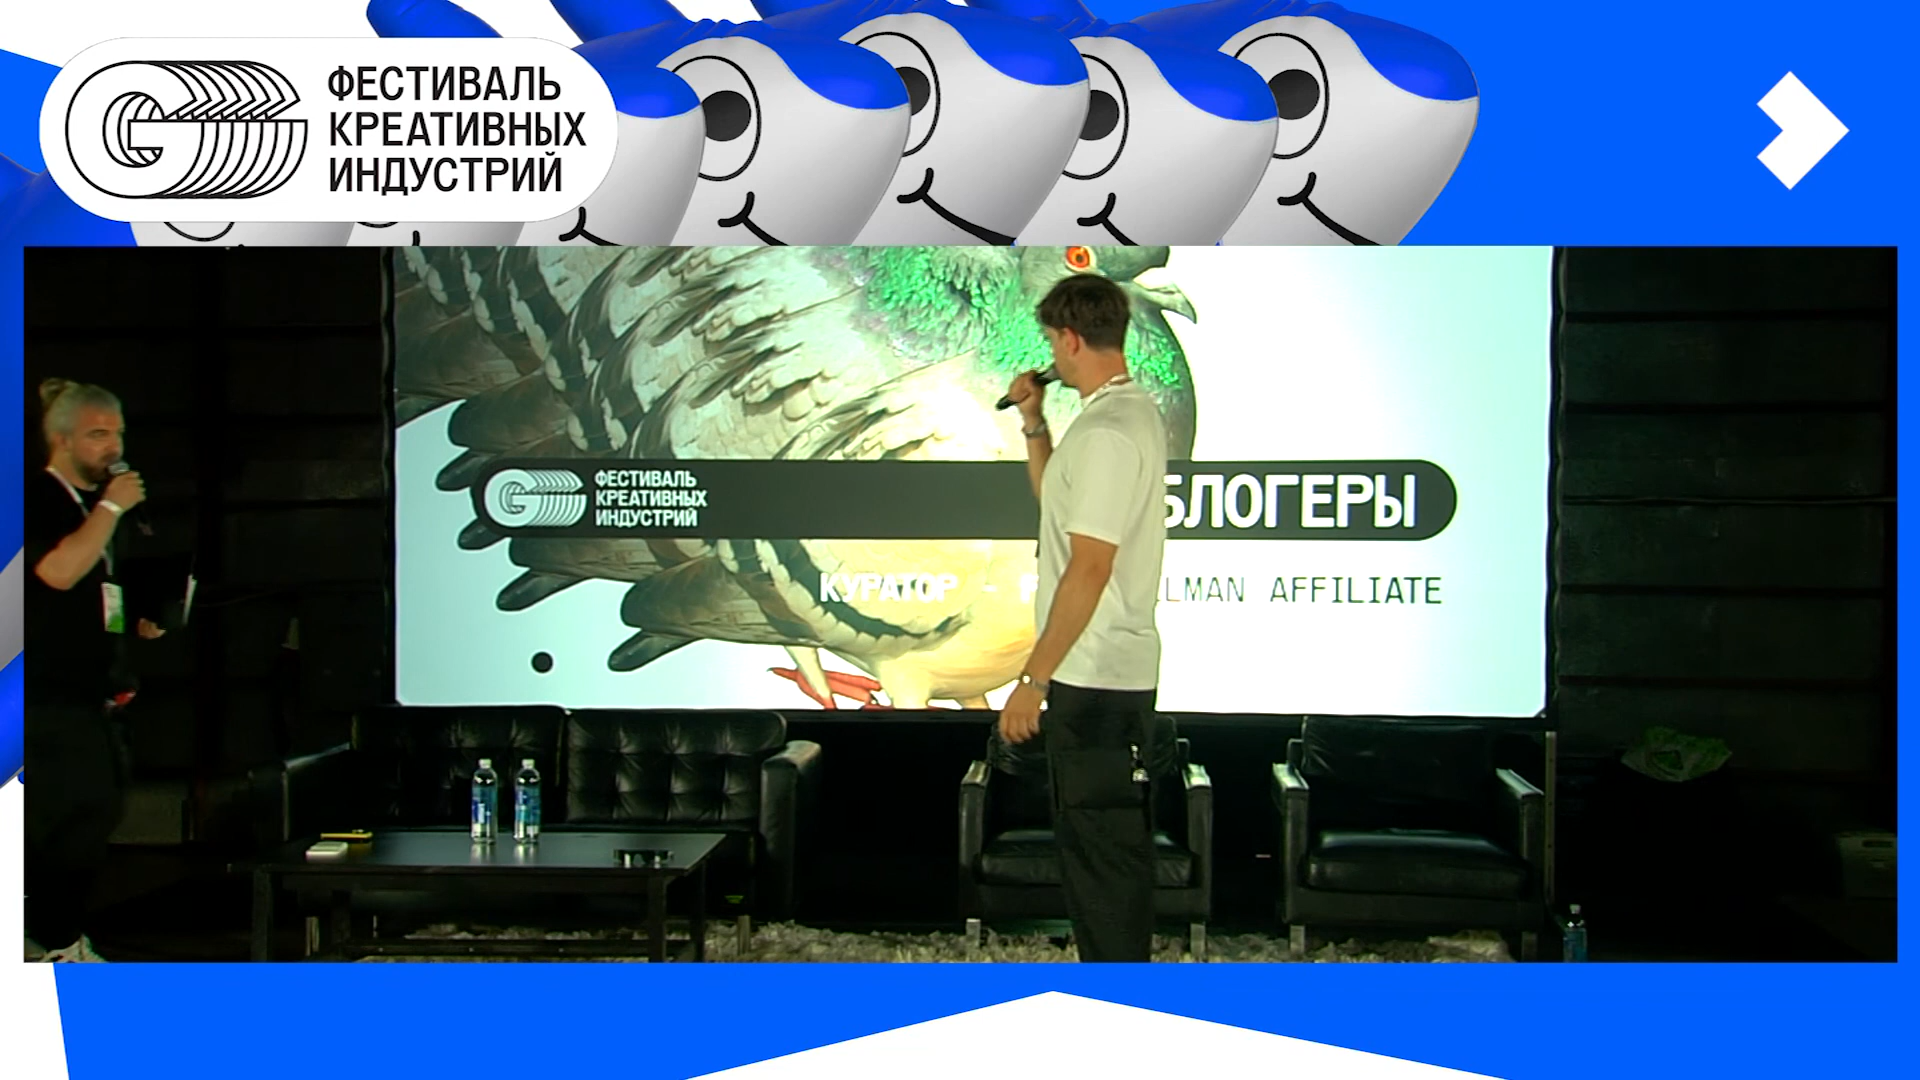 ФЕСТИВАЛЬ
КРЕАТИВНЫХ
ИНДУСТРИЙ
ФЕСТИВАЛЬ
КРЕАТИВНЫХ
ИНДУСТРИЙ
БЛОГЕРЫ
КУРАТОР - AFFILIATE